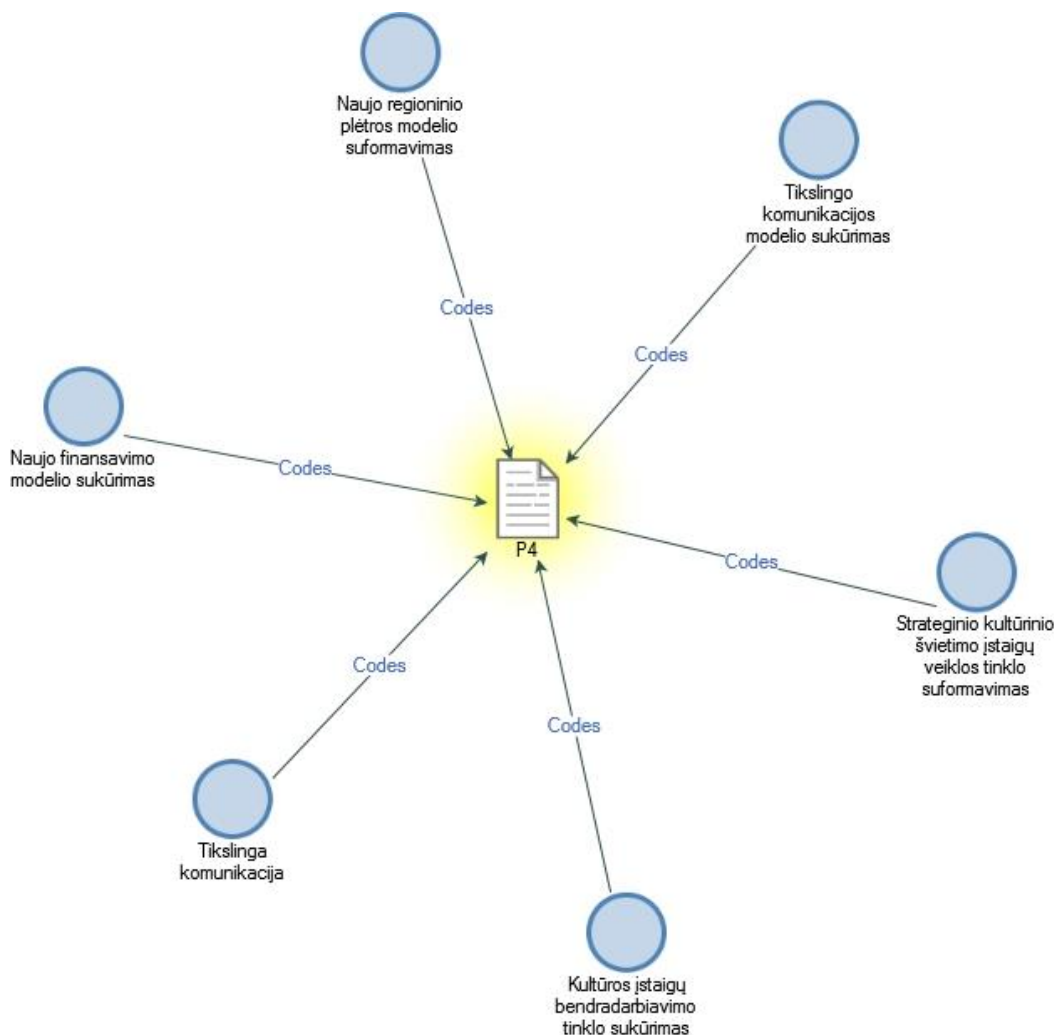 Naujo regioninio
plėtros modelio
suformavimas
Tikslingo
komunikacijos
modelio sukūrimas
Codes
Codes
Naujo finansavimo
modelio sukūrimas
Codes
P4
Codes
Strateginio kultūrinio
švietimo įstaigų
veiklos tinklo
suformavimas
Codes
Codes
Tikslinga
komunikacija
Kultūros įstaigų
bendradarbiavimo
tinklo sukūrimas